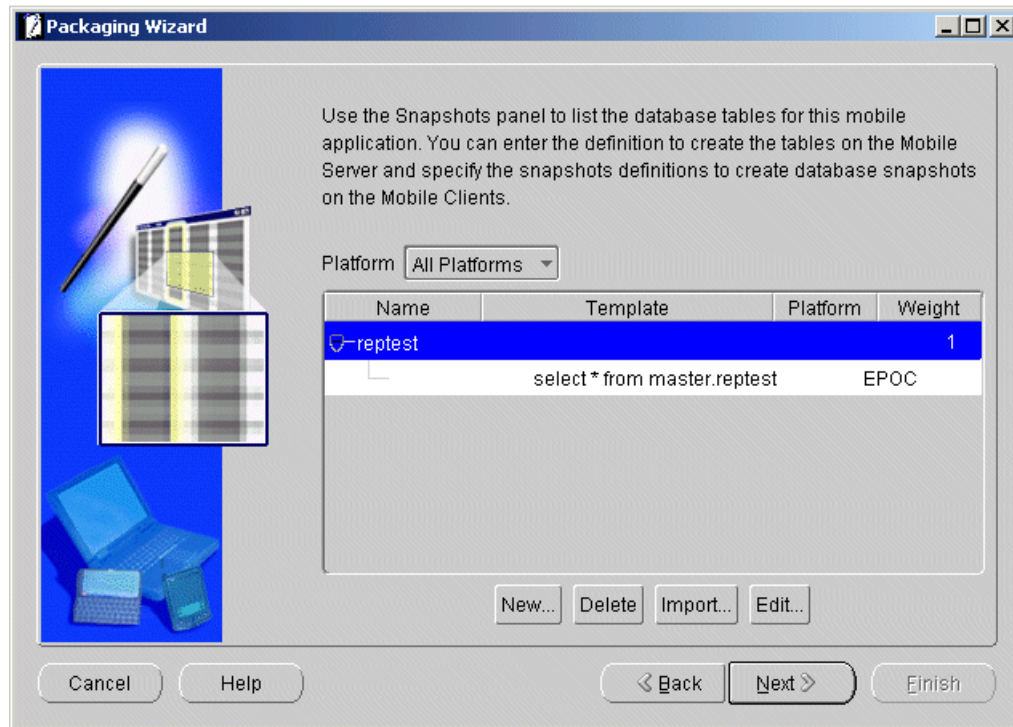 Packaging Wizard
Use the Snapshots panel to list the database tables for this mobile
application. You can enter the definition to create the tables on the Mobile
Server and specify the snapshots definitions to create database snapshots
on the Mobile Clients.
Platform All Platforms
Name Template Platform Weight
reptest 1
select * from master.reptest EPOC
New... Delete Import... Edit...
Cancel Help Back Next Finish